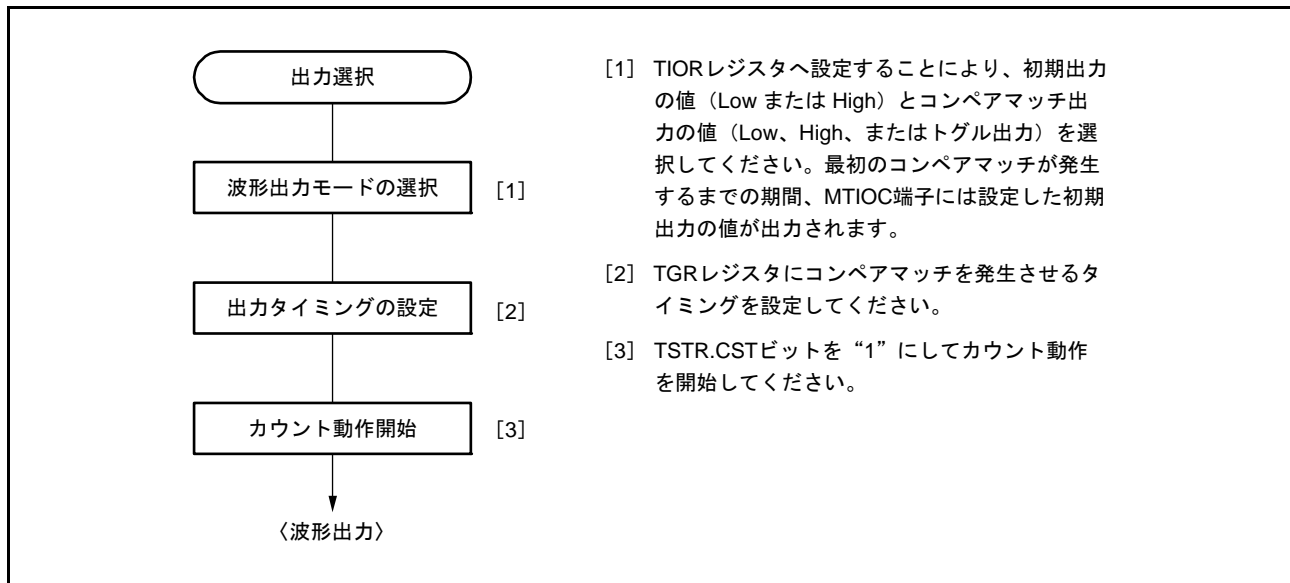 出力選択
波形出力モードの選択 [1]
出力タイミングの設定 [2]
カウント動作開始 [3]
〈波形出力〉
[1] TIORレジスタへ設定することにより、初期出力
の値（Low または High）とコンペアマッチ出
力の値（Low、High、またはトグル出力）を選
択してください。最初のコンペアマッチが発生
するまでの期間、MTIOC端子には設定した初期
出力の値が出力されます。
[2] TGRレジスタにコンペアマッチを発生させるタ
イミングを設定してください。
[3] TSTR.CSTビットを“1”にしてカウント動作
を開始してください。